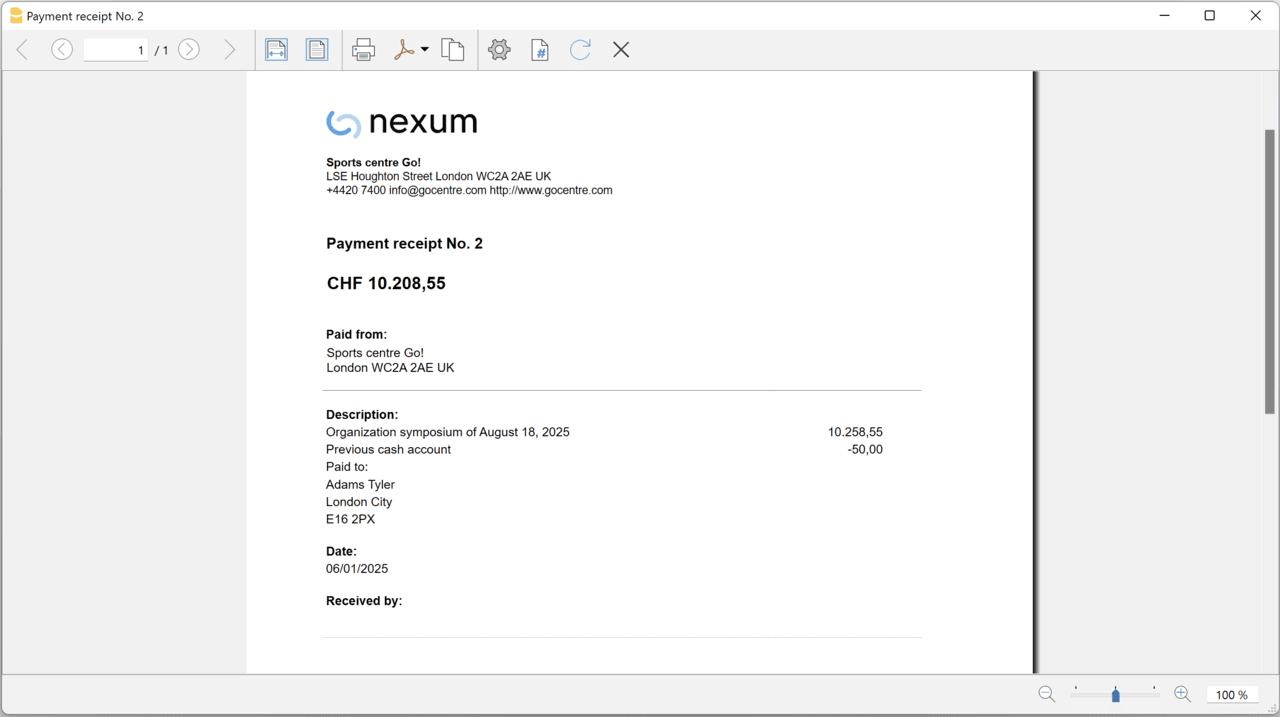 Payment receipt No. 2
1 / 1
nexum
Sports centre Go!
LSE Houghton Street London WC2A 2AE UK
+4420 7400 info@gocentre.com http://www.gocentre.com
Payment receipt No. 2
CHF 10.208,55
Paid from:
Sports centre Go!
London WC2A 2AE UK
Description:
Organization symposium of August 18, 2025 10.258,55
Previous cash account -50,00
Paid to:
Adams Tyler
London City
E16 2PX
Date:
06/01/2025
Received by:
100 %